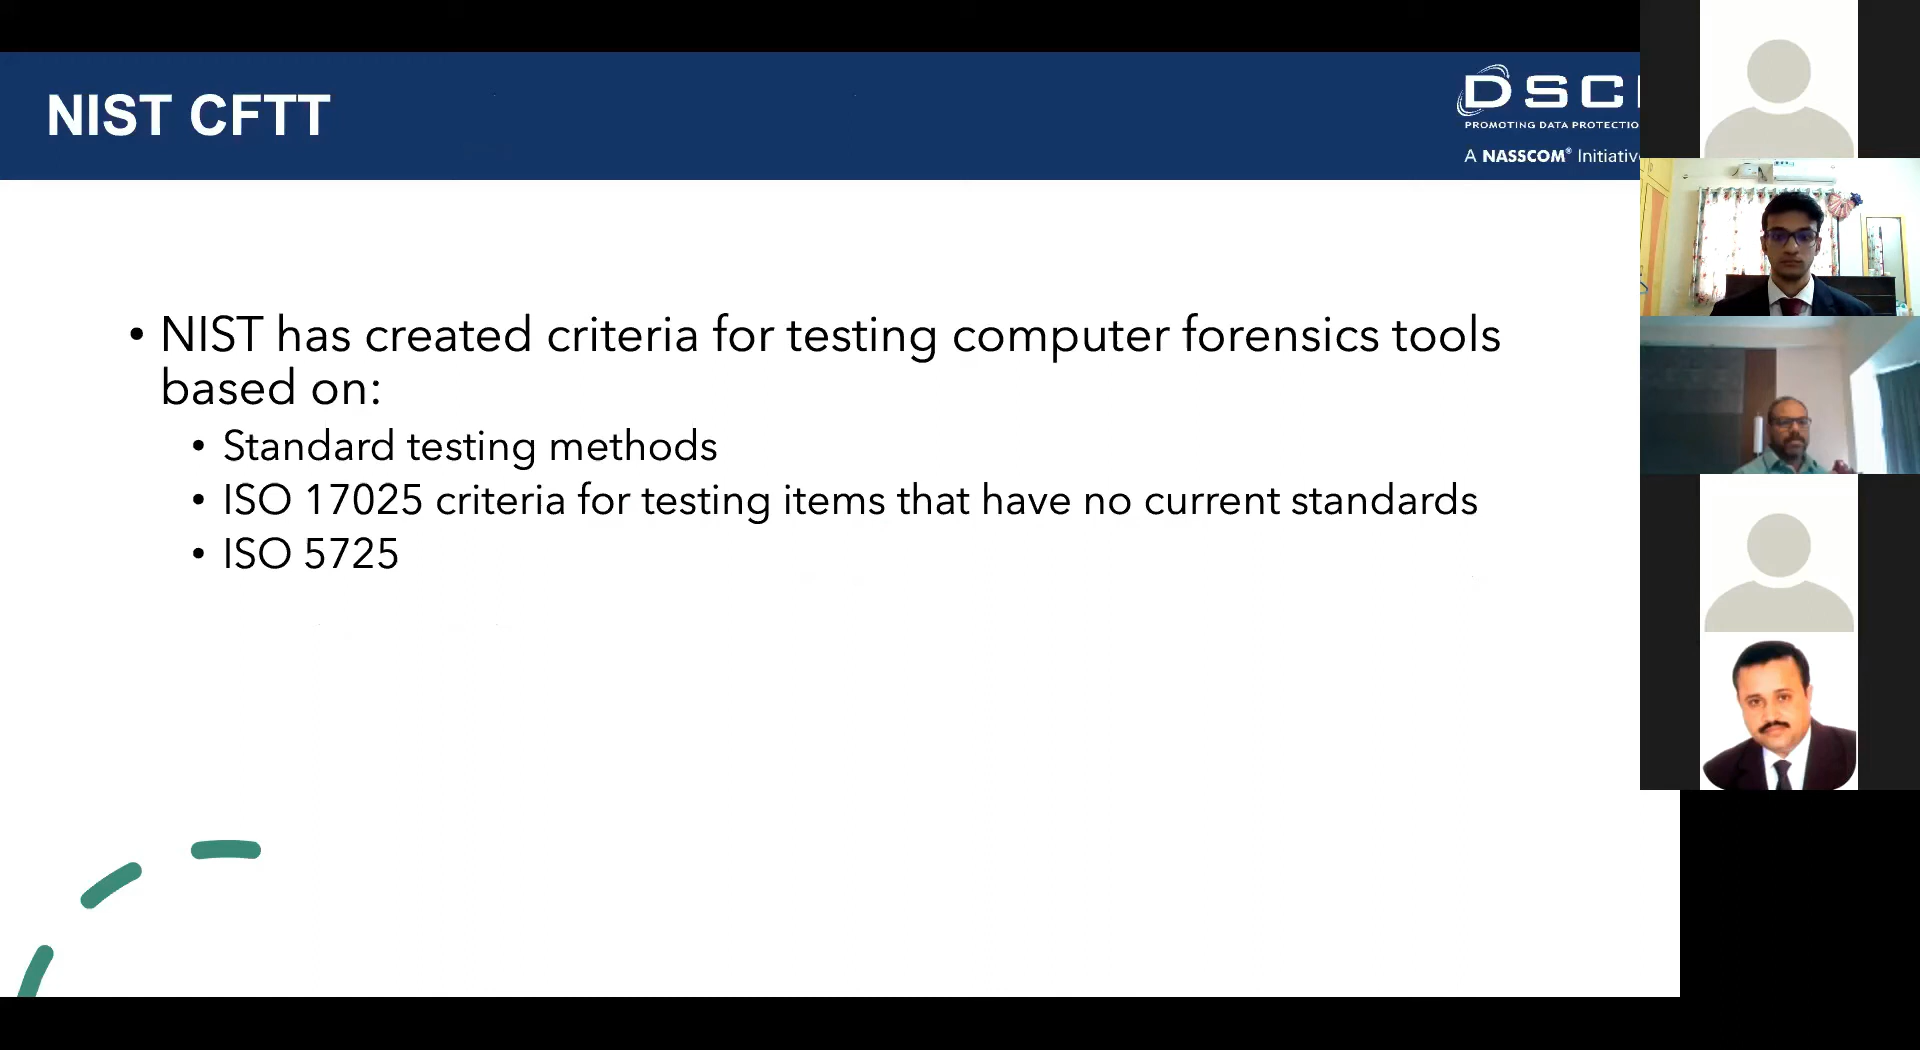 NIST CFTT
DSC
PROMOTING DATA PROTECTIO
A NASSCOM® Initiativ
• NIST has created criteria for testing computer forensics tools
based on:
• Standard testing methods
• ISO 17025 criteria for testing items that have no current standards
• ISO 5725